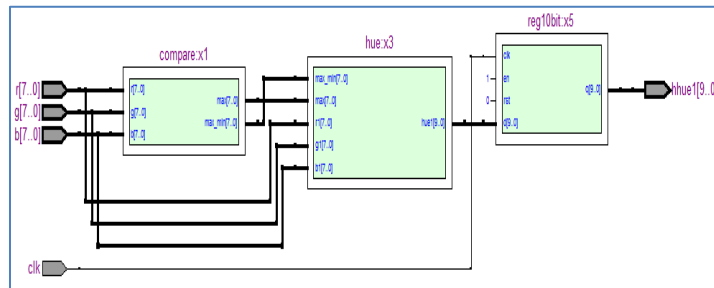 compare:x1
hue:x3
reg10bit:x5
r[7..0]
g[7..0]
b[7..0]
clk
r[7..0]
g[7..0]
b[7..0]
max[7..0]
max_min[7..0]
max_min[7..0]
max[7..0]
r1[7..0]
g1[7..0]
b1[7..0]
hue1[9..0]
clk
1
en
0
rst
d[9..0]
q[9..0]
hhue1[9..0